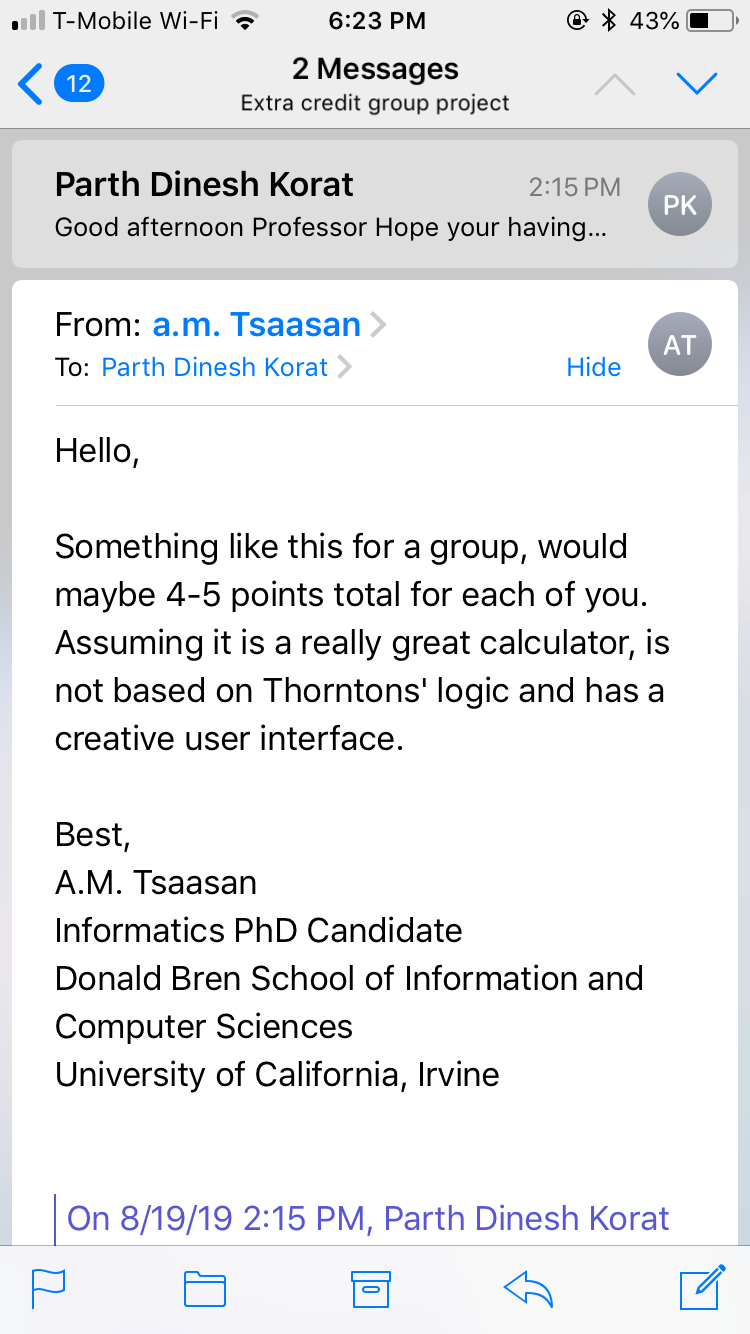 T-Mobile Wi-Fi 6:23 PM 43%
12
2 Messages
Extra credit group project
Parth Dinesh Korat 2:15 PM PK
Good afternoon Professor Hope your having...
From: a.m. Tsaasan AT
To: Parth Dinesh Korat Hide
Hello,
Something like this for a group, would
maybe 4-5 points total for each of you.
Assuming it is a really great calculator, is
not based on Thorntons' logic and has a
creative user interface.
Best,
A.M. Tsaasan
Informatics PhD Candidate
Donald Bren School of Information and
Computer Sciences
University of California, Irvine
On 8/19/19 2:15 PM, Parth Dinesh Korat